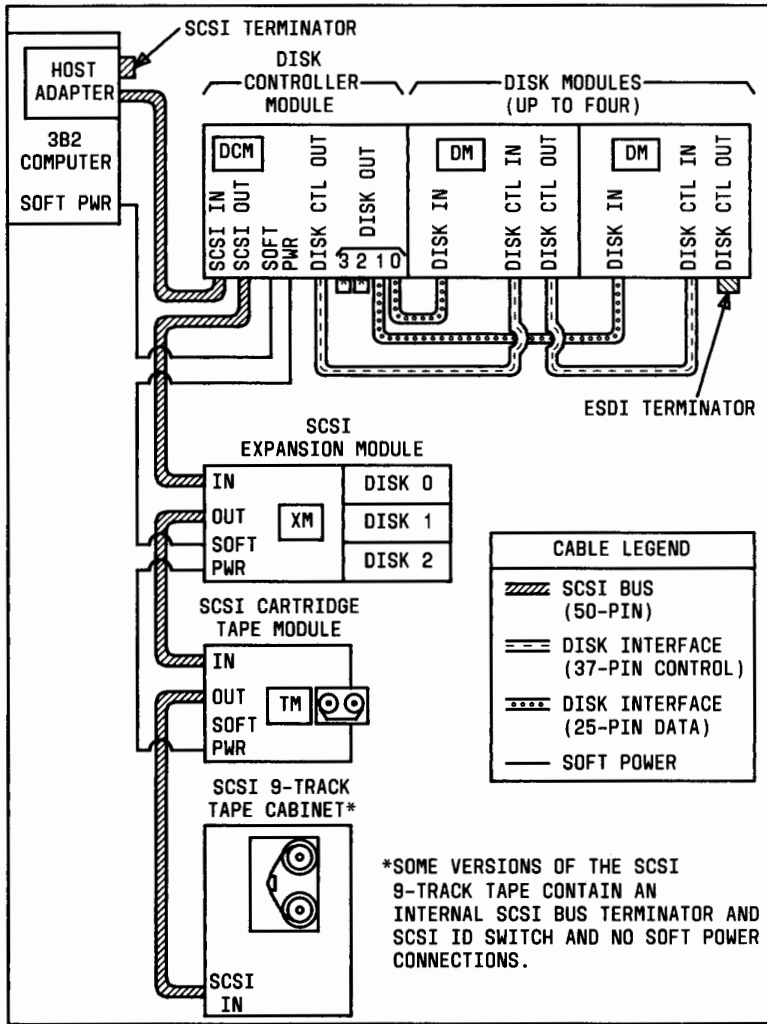 SCSI TERMINATOR
HOST
ADAPTER
3B2
COMPUTER
SOFT PWR
DISK
CONTROLLER
MODULE
DISK MODULES
(UP TO FOUR)
DCM
SCSI IN
SCSI OUT
SOFT
PWR
DISK CTL OUT
DISK OUT
3 2 1 0
* *
DM
DISK IN
DISK CTL IN
DISK CTL OUT
DM
DISK IN
DISK CTL IN
DISK CTL OUT
ESDI TERMINATOR
SCSI
EXPANSION MODULE
IN
OUT
SOFT
PWR
XM
DISK 0
DISK 1
DISK 2
SCSI CARTRIDGE
TAPE MODULE
IN
OUT
SOFT
PWR
TM
SCSI 9-TRACK
TAPE CABINET*
SCSI
IN
CABLE LEGEND
SCSI BUS
(50-PIN)
DISK INTERFACE
(37-PIN CONTROL)
DISK INTERFACE
(25-PIN DATA)
SOFT POWER
*SOME VERSIONS OF THE SCSI
9-TRACK TAPE CONTAIN AN
INTERNAL SCSI BUS TERMINATOR AND
SCSI ID SWITCH AND NO SOFT POWER
CONNECTIONS.